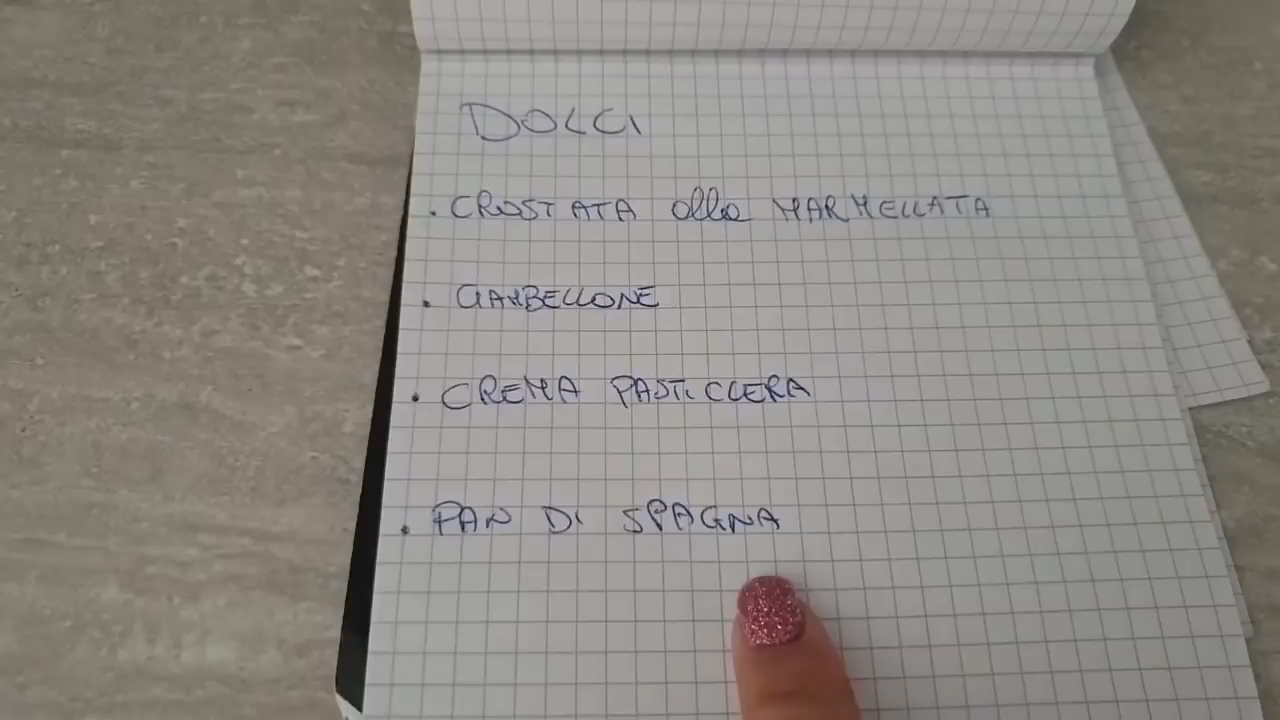 DOLCI
. CROSTATA alla MARMELLATA
. CIAMBELLONE
. CREMA PASTICCERA
. PAN DI SPAGNA